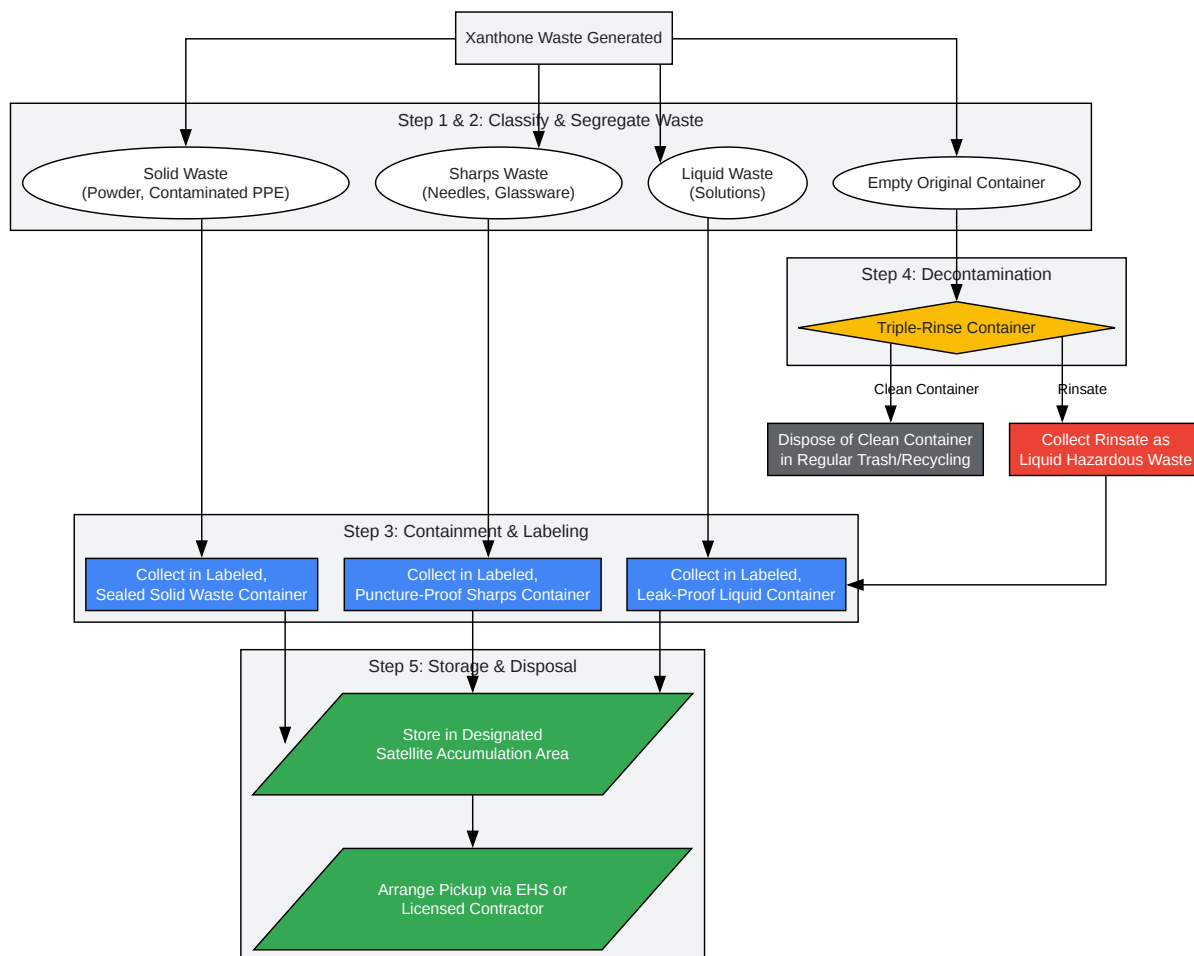 Xanthone Waste Generated
Step 1 & 2: Classify & Segregate Waste
Solid Waste
(Powder, Contaminated PPE)
Sharps Waste
(Needles, Glassware)
Liquid Waste
(Solutions)
Empty Original Container
Step 4: Decontamination
Triple-Rinse Container
Clean Container
Rinsate
Dispose of Clean Container
in Regular Trash/Recycling
Collect Rinsate as
Liquid Hazardous Waste
Step 3: Containment & Labeling
Collect in Labeled,
Sealed Solid Waste Container
Collect in Labeled,
Puncture-Proof Sharps Container
Collect in Labeled,
Leak-Proof Liquid Container
Step 5: Storage & Disposal
Store in Designated
Satellite Accumulation Area
Arrange Pickup via EHS or
Licensed Contractor